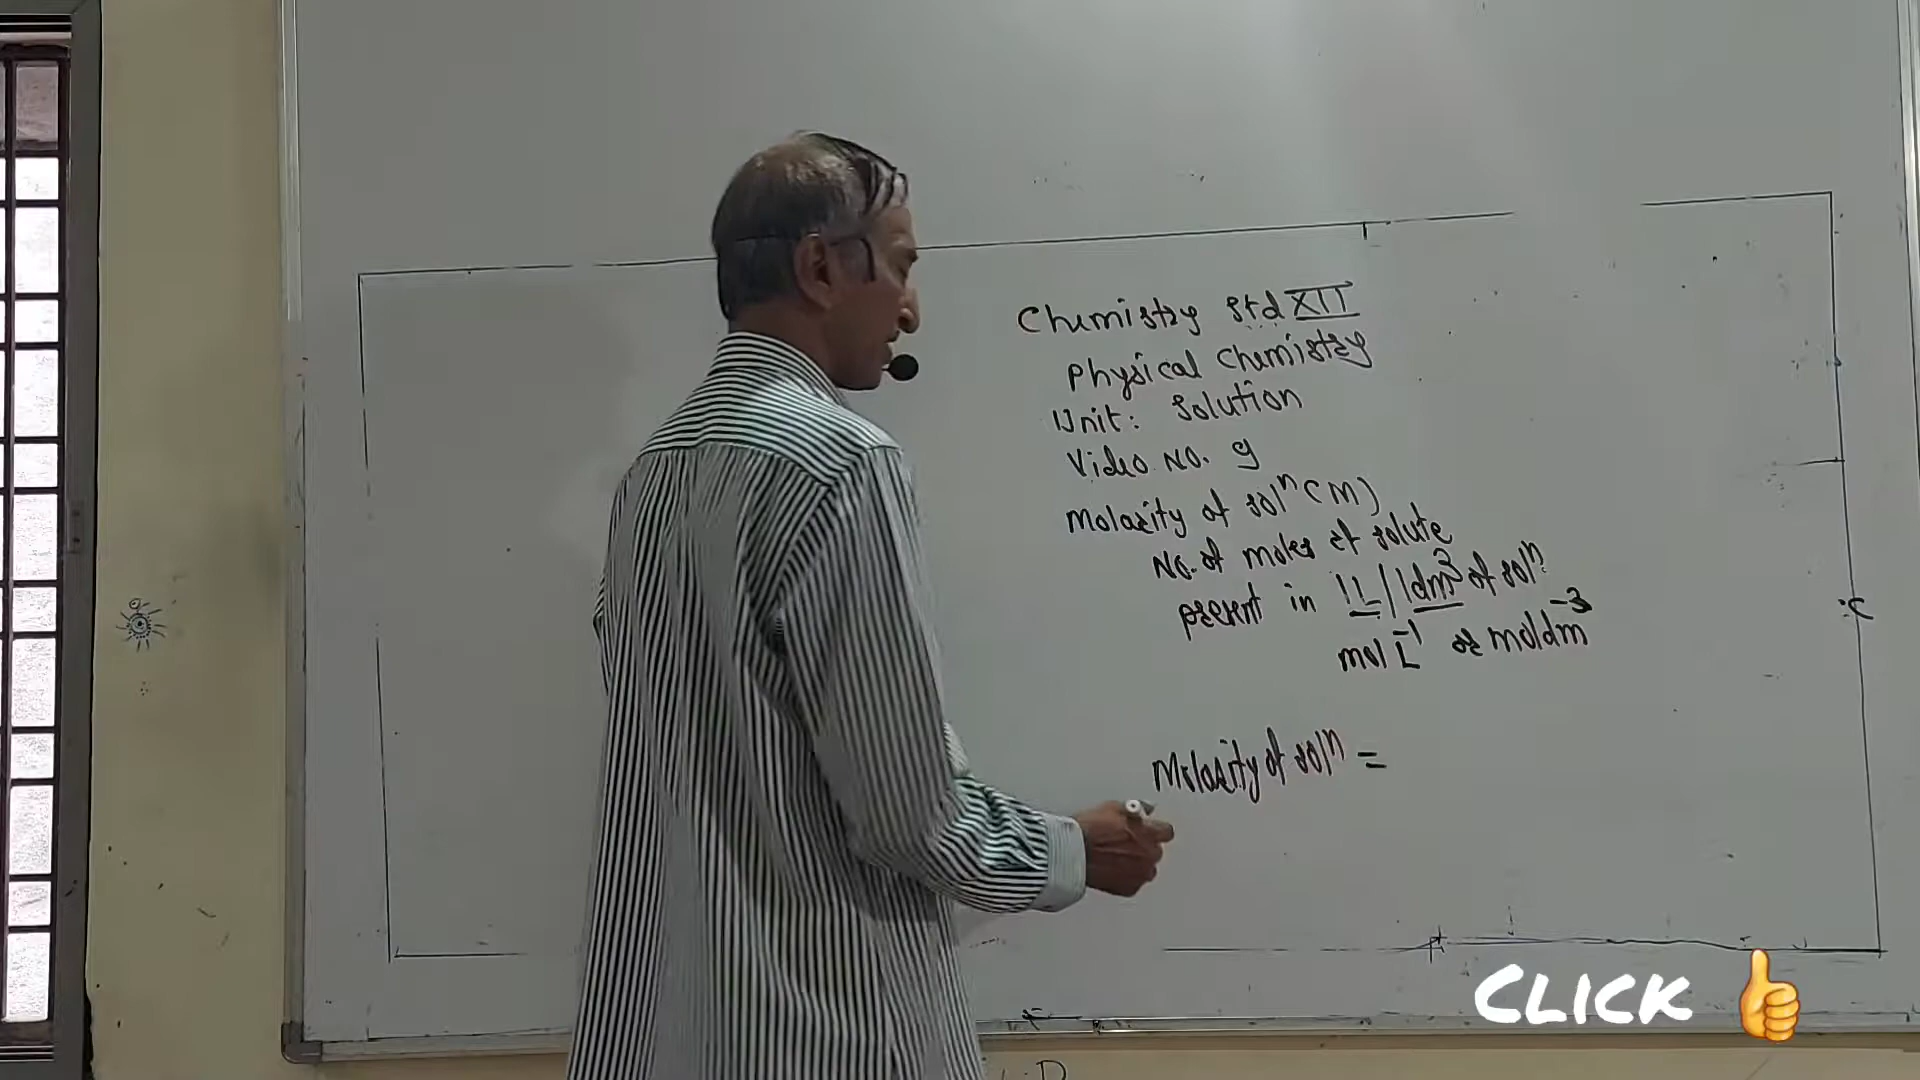 Chemistry Std XII
Physical Chemistry
Unit: Solution
Video No. 9
Molarity of solⁿ (M)
No. of moles of solute
present in 1L/1dm³ of solⁿ.
mol L⁻¹ or mol dm⁻³
Molarity of solⁿ =
:C
CLICK 👍
D